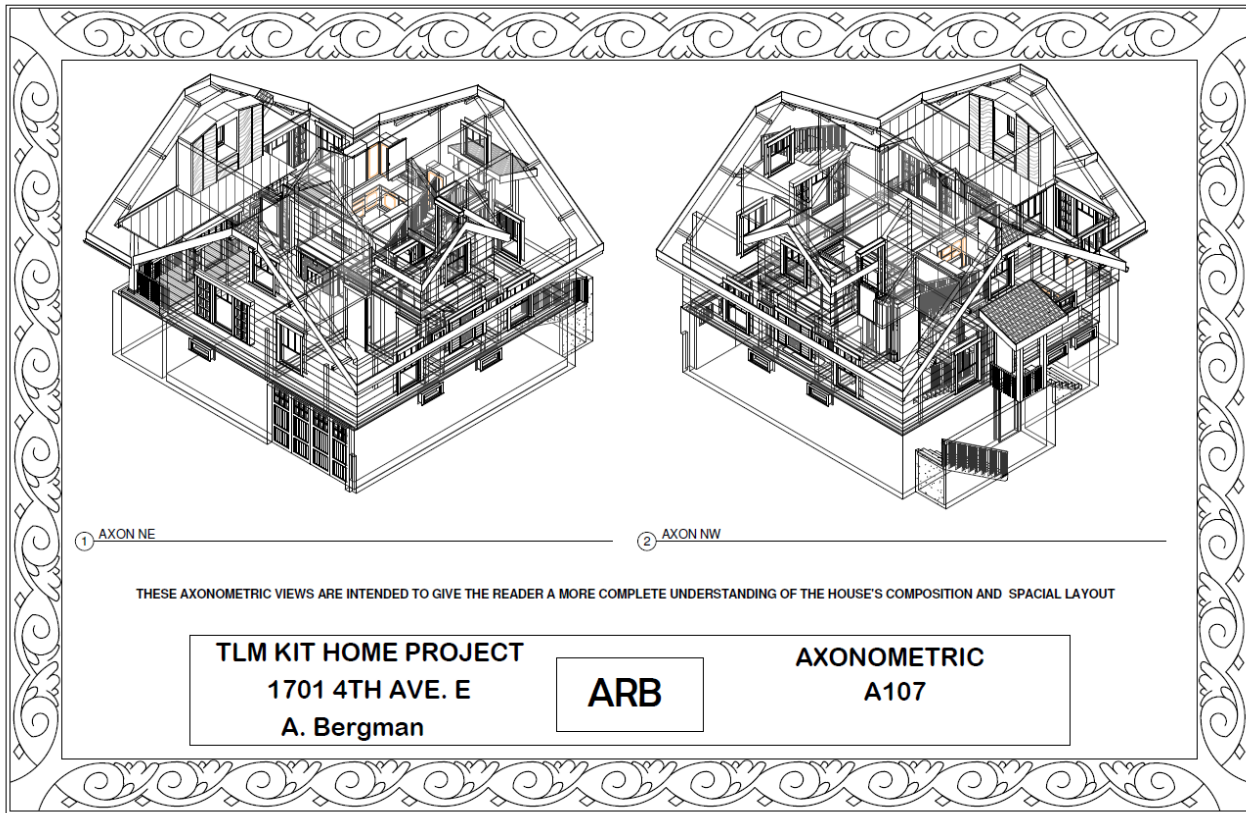 1 AXON NE
2 AXON NW
THESE AXONOMETRIC VIEWS ARE INTENDED TO GIVE THE READER A MORE COMPLETE UNDERSTANDING OF THE HOUSE'S COMPOSITION AND SPACIAL LAYOUT
TLM KIT HOME PROJECT
1701 4TH AVE. E
A. Bergman
ARB
AXONOMETRIC
A107